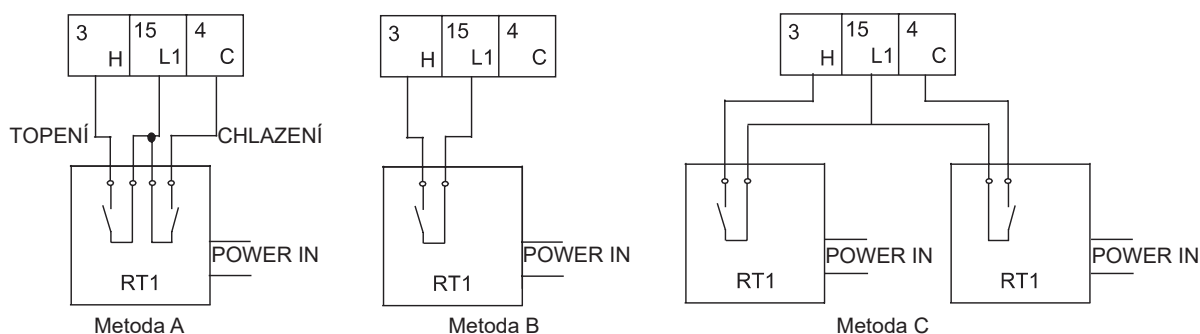 3 15 4
H L1 C
TOPENÍ CHLAZENÍ
POWER IN
RT1
Metoda A
3 15 4
H L1 C
POWER IN
RT1
Metoda B
3 15 4
H L1 C
POWER IN
RT1
POWER IN
RT1
Metoda C